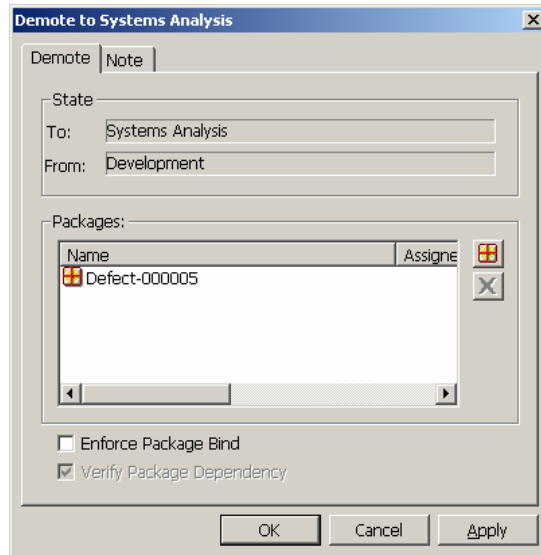 Demote to Systems Analysis
Demote Note
State
To: Systems Analysis
From: Development
Packages:
Name Assigne
Defect-000005
Enforce Package Bind
Verify Package Dependency
OK Cancel Apply